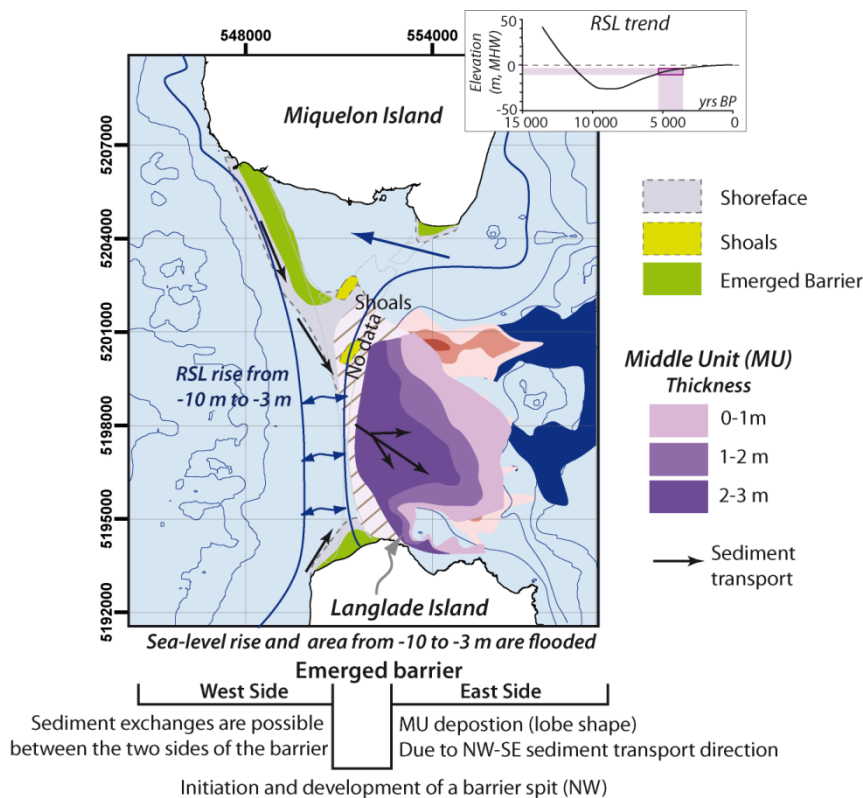 548000
554000
RSL trend
Elevation
(m, MHW)
50
0
-50
15 000
10 000
5 000
0
yrs BP
5207000
5204000
5201000
5198000
5195000
5192000
Miquelon Island
Shoals
No data
RSL rise from
-10 m to -3 m
Langlade Island
Shoreface
Shoals
Emerged Barrier
Middle Unit (MU)
Thickness
0-1m
1-2 m
2-3 m
Sediment
transport
Sea-level rise and area from -10 to -3 m are flooded
Emerged barrier
West Side
East Side
Sediment exchanges are possible
between the two sides of the barrier
MU depostion (lobe shape)
Due to NW-SE sediment transport direction
Initiation and development of a barrier spit (NW)